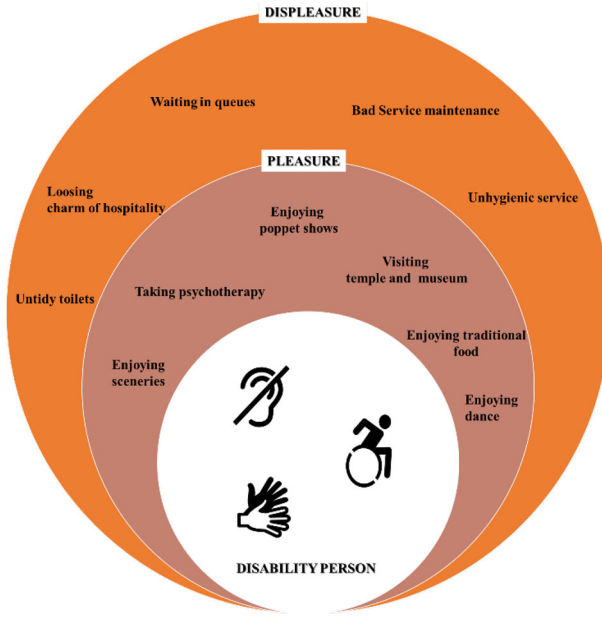 DISPLEASURE
Waiting in queues
Bad Service maintenance
PLEASURE
Loosing
charm of hospitality
Unhygienic service
Enjoying
poppet shows
Visiting
temple and museum
Taking psychotherapy
Untidy toilets
Enjoying traditional
food
Enjoying
sceneries
Enjoying
dance
DISABILITY PERSON